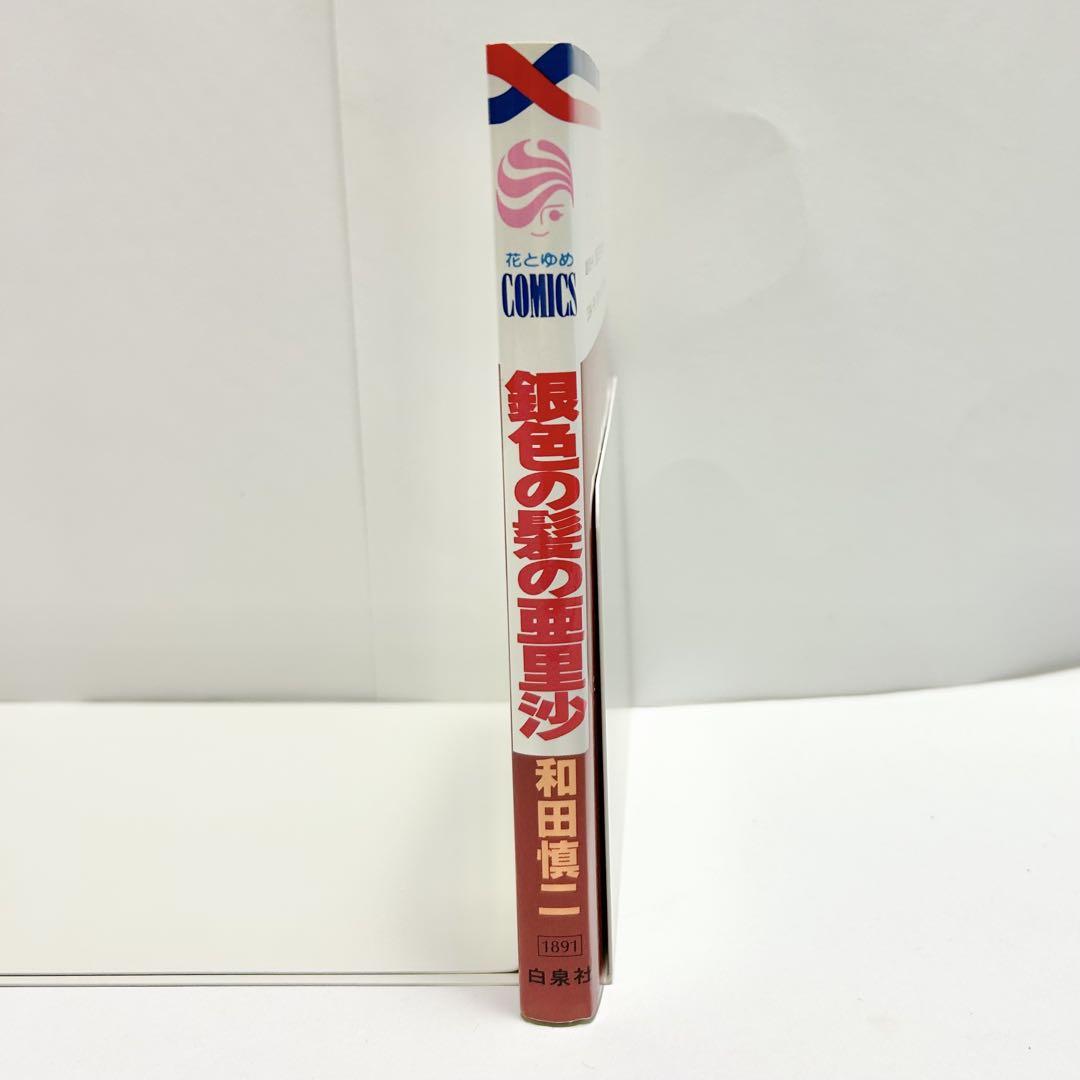 花とゆめ
COMICS
銀色の髪の亜里沙
和田慎二
1891
白泉社